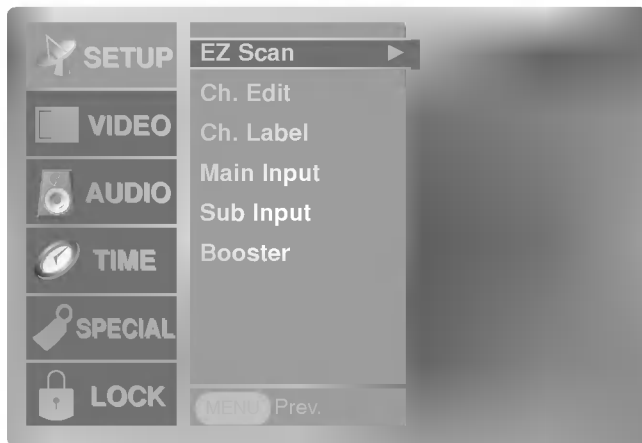 SETUP
VIDEO
AUDIO
TIME
SPECIAL
LOCK
EZ Scan
Ch. Edit
Ch. Label
Main Input
Sub Input
Booster
MENU Prev.